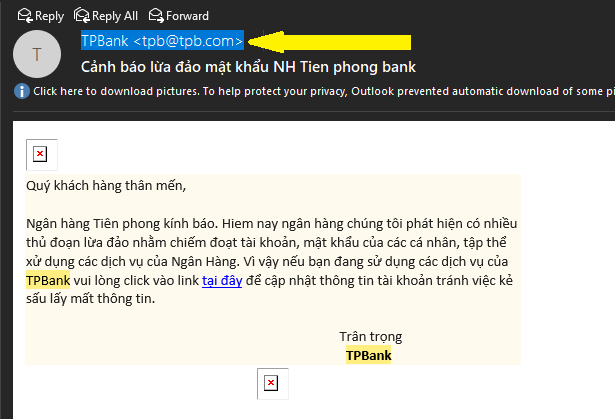 Reply Reply All Forward
T
TPBank <tpb@tpb.com>
Cảnh báo lừa đảo mật khẩu NH Tien phong bank
Click here to download pictures. To help protect your privacy, Outlook prevented automatic download of some pi
Quý khách hàng thân mến,
Ngân hàng Tiên phong kính báo. Hiem nay ngân hàng chúng tôi phát hiện có nhiều
thủ đoạn lừa đảo nhằm chiếm đoạt tài khoản, mật khẩu của các cá nhân, tập thể
xử dụng các dịch vụ của Ngân Hàng. Vì vậy nếu bạn đang sử dụng các dịch vụ của
TPBank vui lòng click vào link tại đây để cập nhật thông tin tài khoản tránh việc kẻ
sấu lấy mất thông tin.
Trân trọng
TPBank